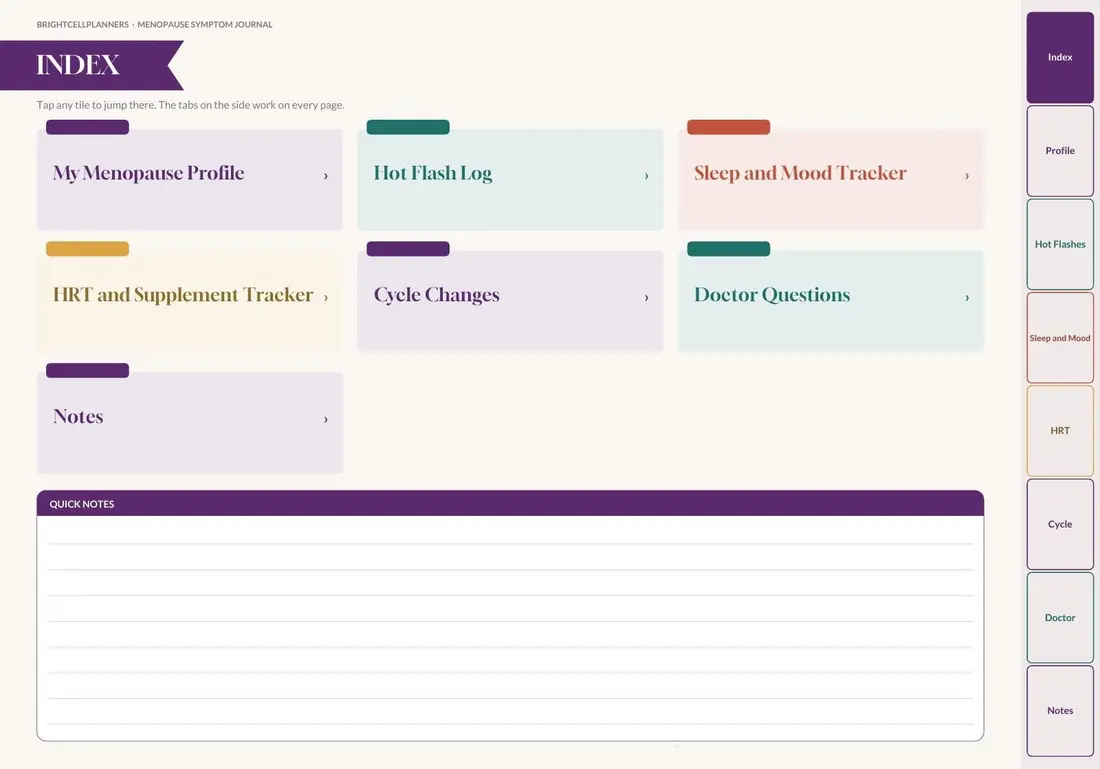 BRIGHTCELLPLANNERS · MENOPAUSE SYMPTOM JOURNAL
INDEX
Tap any tile to jump there. The tabs on the side work on every page.
My Menopause Profile ›
Hot Flash Log ›
Sleep and Mood Tracker ›
HRT and Supplement Tracker ›
Cycle Changes ›
Doctor Questions ›
Notes ›
QUICK NOTES
Index
Profile
Hot Flashes
Sleep and Mood
HRT
Cycle
Doctor
Notes